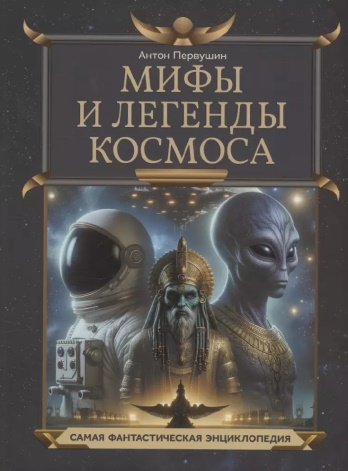 Антон Первушин
МИФЫ
И ЛЕГЕНДЫ
КОСМОСА
САМАЯ ФАНТАСТИЧЕСКАЯ ЭНЦИКЛОПЕДИЯ